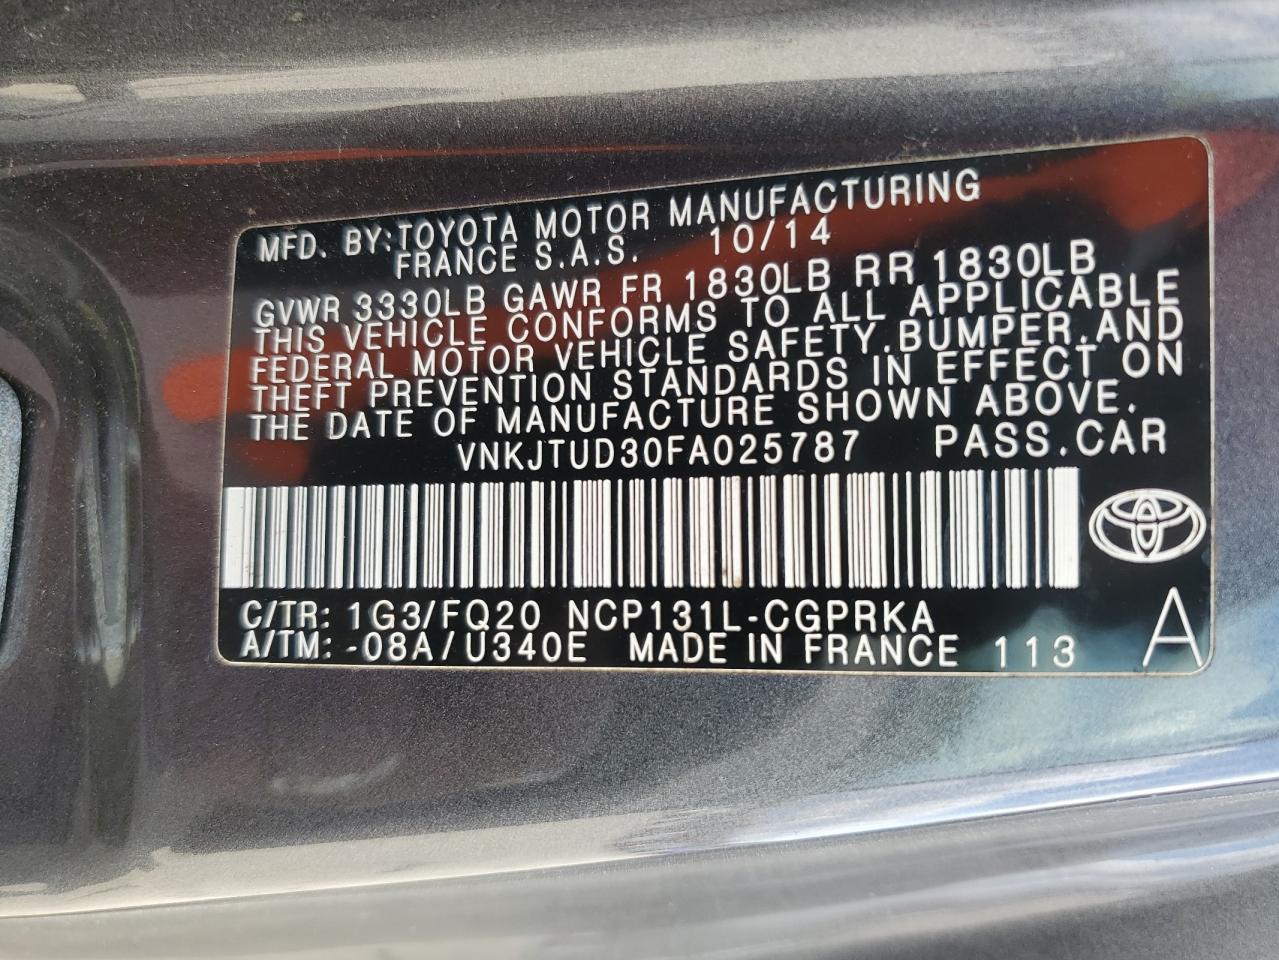 MFD. BY:TOYOTA MOTOR MANUFACTURING
FRANCE S.A.S. 10/14
GVWR 3330LB GAWR FR 1830LB RR 1830LB
THIS VEHICLE CONFORMS TO ALL APPLICABLE
FEDERAL MOTOR VEHICLE SAFETY,BUMPER,AND
THEFT PREVENTION STANDARDS IN EFFECT ON
THE DATE OF MANUFACTURE SHOWN ABOVE.
VNKJTUD30FA025787 PASS.CAR
C/TR: 1G3/FQ20 NCP131L-CGPRKA
A/TM: -08A/U340E MADE IN FRANCE 113 A